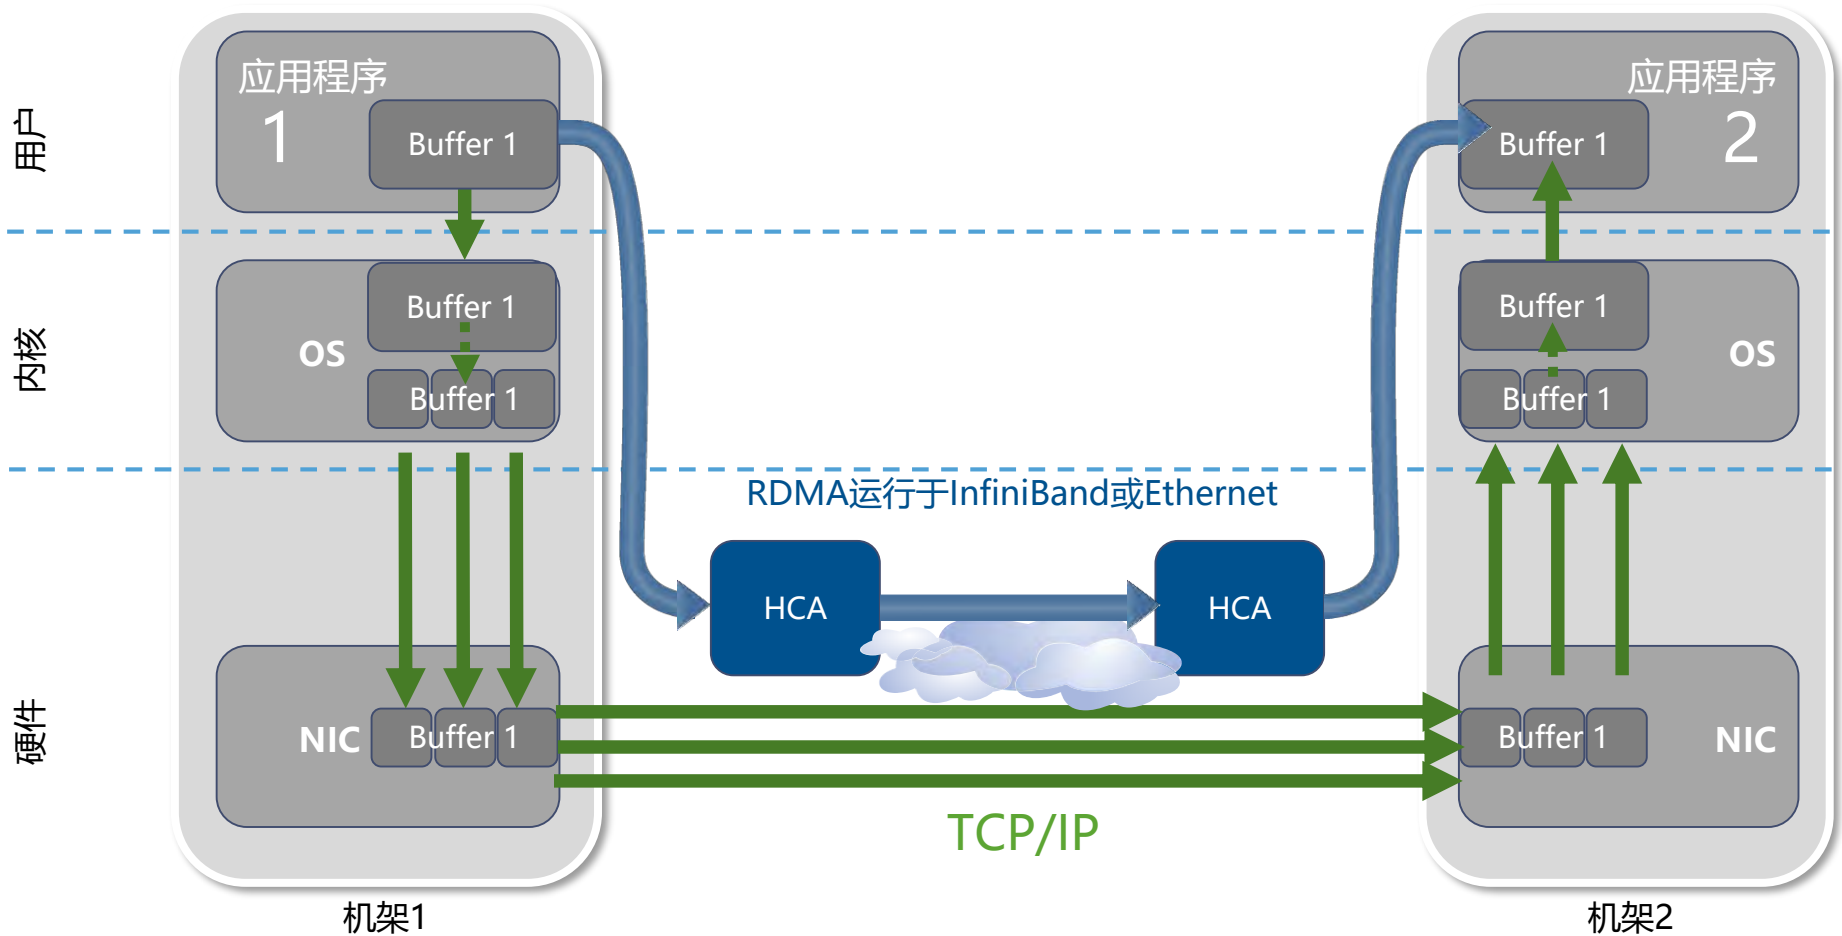 用户
应用程序
1
Buffer 1
应用程序
2
Buffer 1
内核
OS
Buffer 1
Buffer 1
Buffer 1
Buffer 1
OS
RDMA运行于InfiniBand或Ethernet
HCA
HCA
硬件
NIC
Buffer 1
Buffer 1
NIC
TCP/IP
机架1
机架2